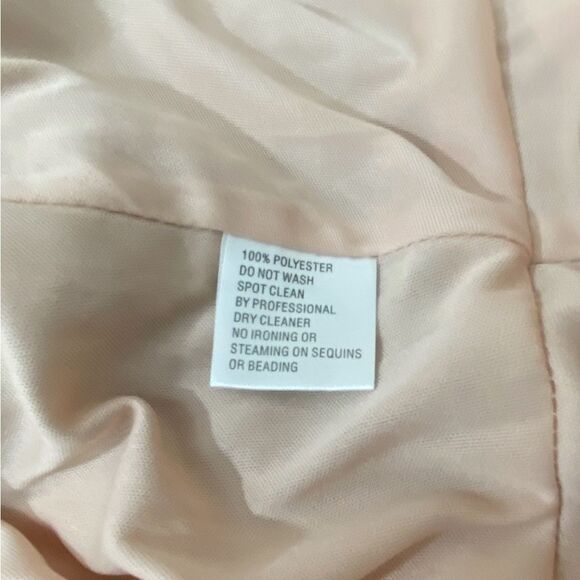 100% POLYESTER
DO NOT WASH
SPOT CLEAN
BY PROFESSIONAL
DRY CLEANER
NO IRONING OR
STEAMING ON SEQUINS
OR BEADING